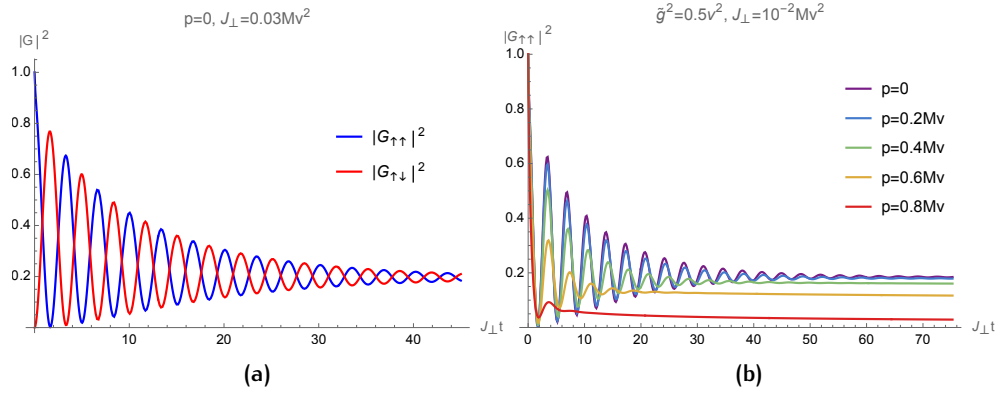 p=0, J⊥=0.03Mv²
|G|²
1.0
0.8
0.6
0.4
0.2
10
20
30
40
J⊥t
|G↑↑|²
|G↑↓|²
(a)
g̃²=0.5v², J⊥=10⁻²Mv²
|G↑↑|²
1.0
0.8
0.6
0.4
0.2
0
10
20
30
40
50
60
70
J⊥t
p=0
p=0.2Mv
p=0.4Mv
p=0.6Mv
p=0.8Mv
(b)